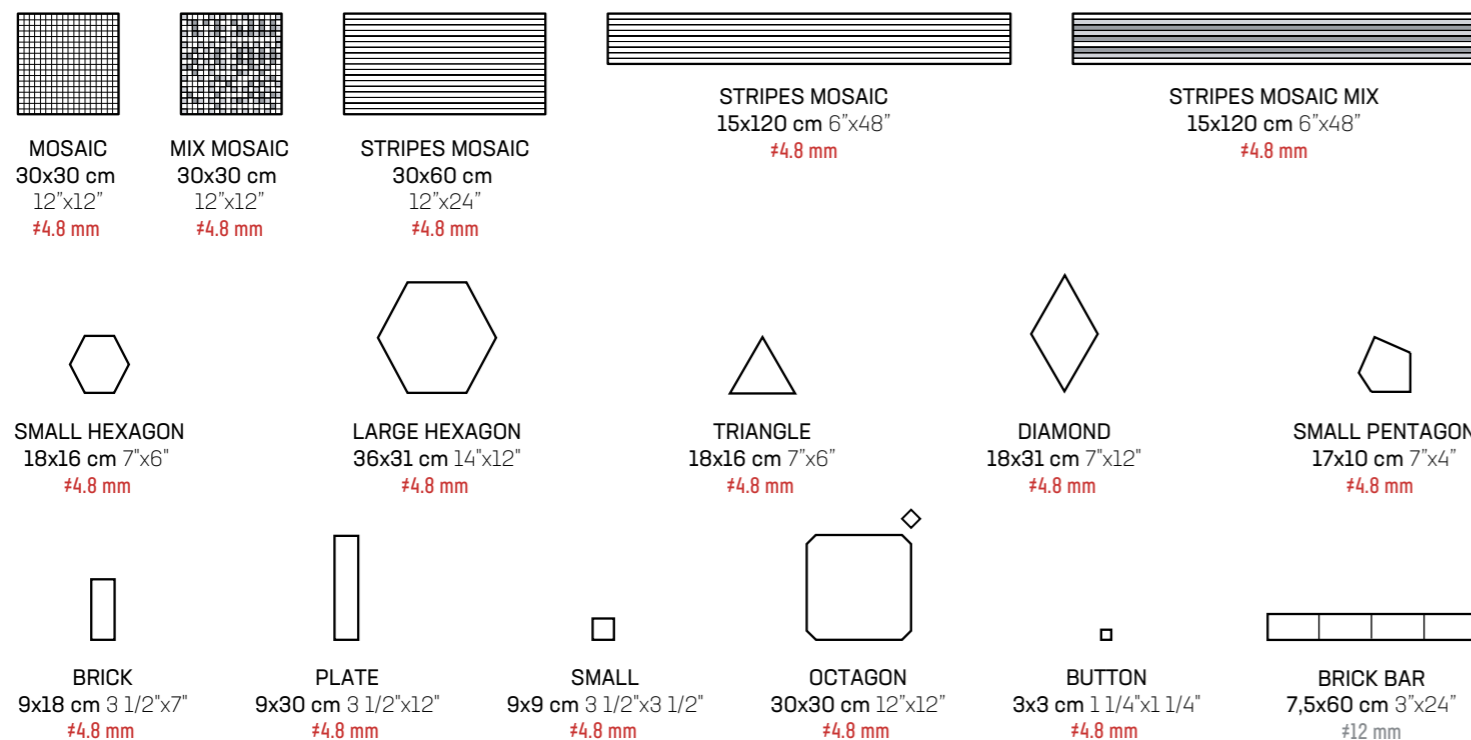 MOSAIC
30x30 cm
12”x12”
≠4.8 mm
MIX MOSAIC
30x30 cm
12”x12”
≠4.8 mm
STRIPES MOSAIC
30x60 cm
12”x24”
≠4.8 mm
STRIPES MOSAIC
15x120 cm 6”x48”
≠4.8 mm
STRIPES MOSAIC MIX
15x120 cm 6”x48”
≠4.8 mm
SMALL HEXAGON
18x16 cm 7"x6"
≠4.8 mm
LARGE HEXAGON
36x31 cm 14"x12"
≠4.8 mm
TRIANGLE
18x16 cm 7”x6”
≠4.8 mm
DIAMOND
18x31 cm 7"x12"
≠4.8 mm
SMALL PENTAGON
17x10 cm 7”x4”
≠4.8 mm
BRICK
9x18 cm 3 1/2"x7"
≠4.8 mm
PLATE
9x30 cm 3 1/2"x12"
≠4.8 mm
SMALL
9x9 cm 3 1/2"x3 1/2"
≠4.8 mm
OCTAGON
30x30 cm 12”x12”
≠4.8 mm
BUTTON
3x3 cm 1 1/4"x1 1/4"
≠4.8 mm
BRICK BAR
7,5x60 cm 3”x24”
≠12 mm